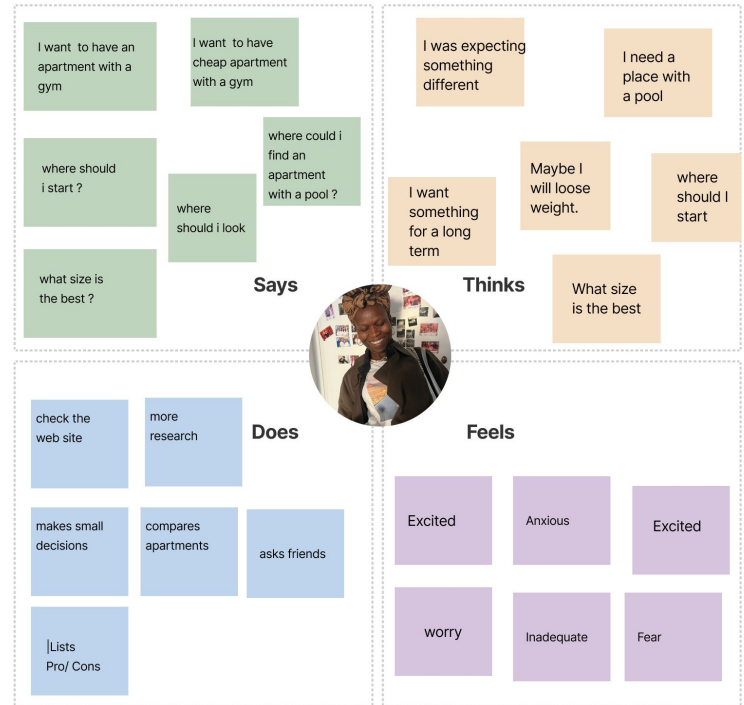 I want  to have an
apartment with a
gym
I want  to have
cheap apartment
with a gym
where could i
find an
apartment
with a pool ?
where should
i start ?
where
should i look
what size is
the best ?
Says
I was expecting
something
different
I need a
place with
a pool
Maybe I
will loose
weight.
where
should I
start
I want
something
for a long
term
What size
is the best
Thinks
Does
check the
web site
more
research
makes small
decisions
compares
apartments
asks friends
|Lists
Pro/ Cons
Feels
Excited
Anxious
Excited
worry
Inadequate
Fear